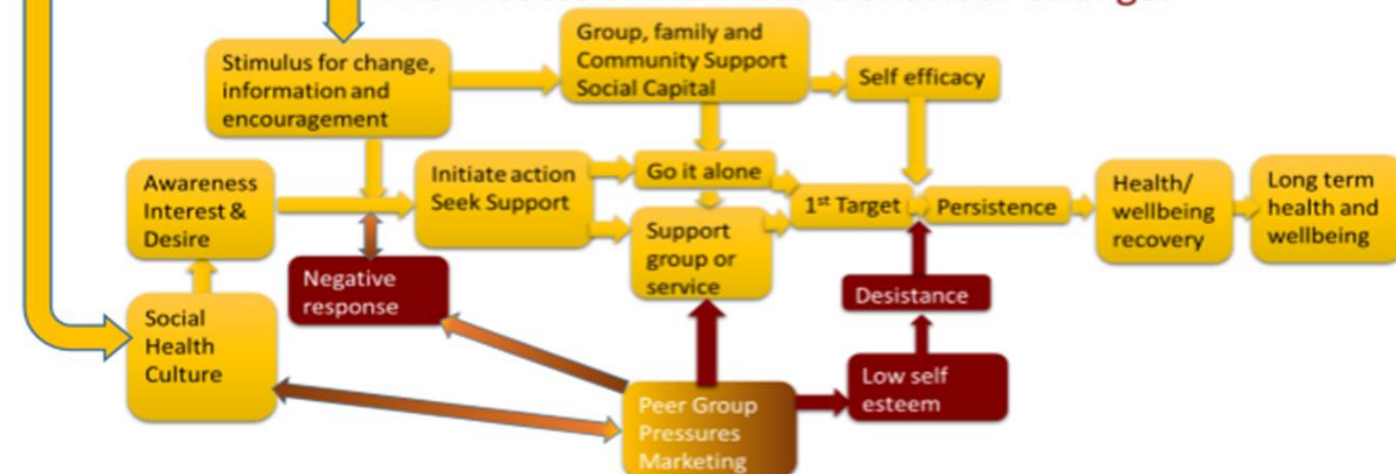 Stimulus for change,
information and
encouragement
Group, family and
Community Support
Social Capital
Self efficacy
Awareness
Interest &
Desire
Initiate action
Seek Support
Go it alone
Support
group or
service
1st Target
Persistence
Health/
wellbeing
recovery
Long term
health and
wellbeing
Negative
response
Desistance
Social
Health
Culture
Low self
esteem
Peer Group
Pressures
Marketing